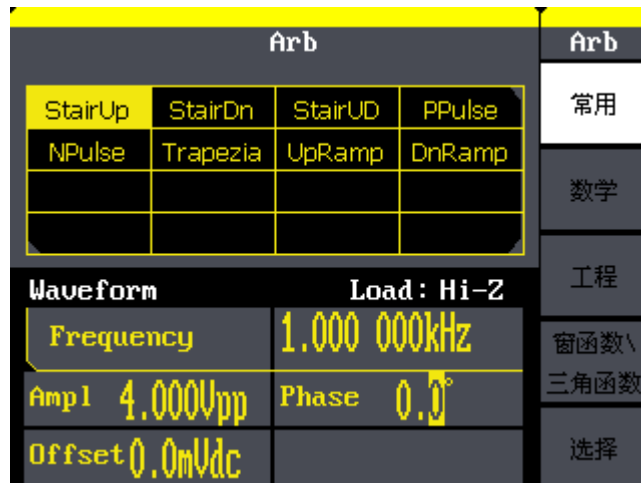 Arb
Arb
StairUp StairDn StairUD PPulse
NPulse Trapezia UpRamp DnRamp
Waveform Load: Hi-Z
Frequency 1.000 000kHz
Ampl 4.000Vpp Phase 0.0°
Offset 0.0mVdc
常用
数学
工程
窗函数\
三角函数
选择